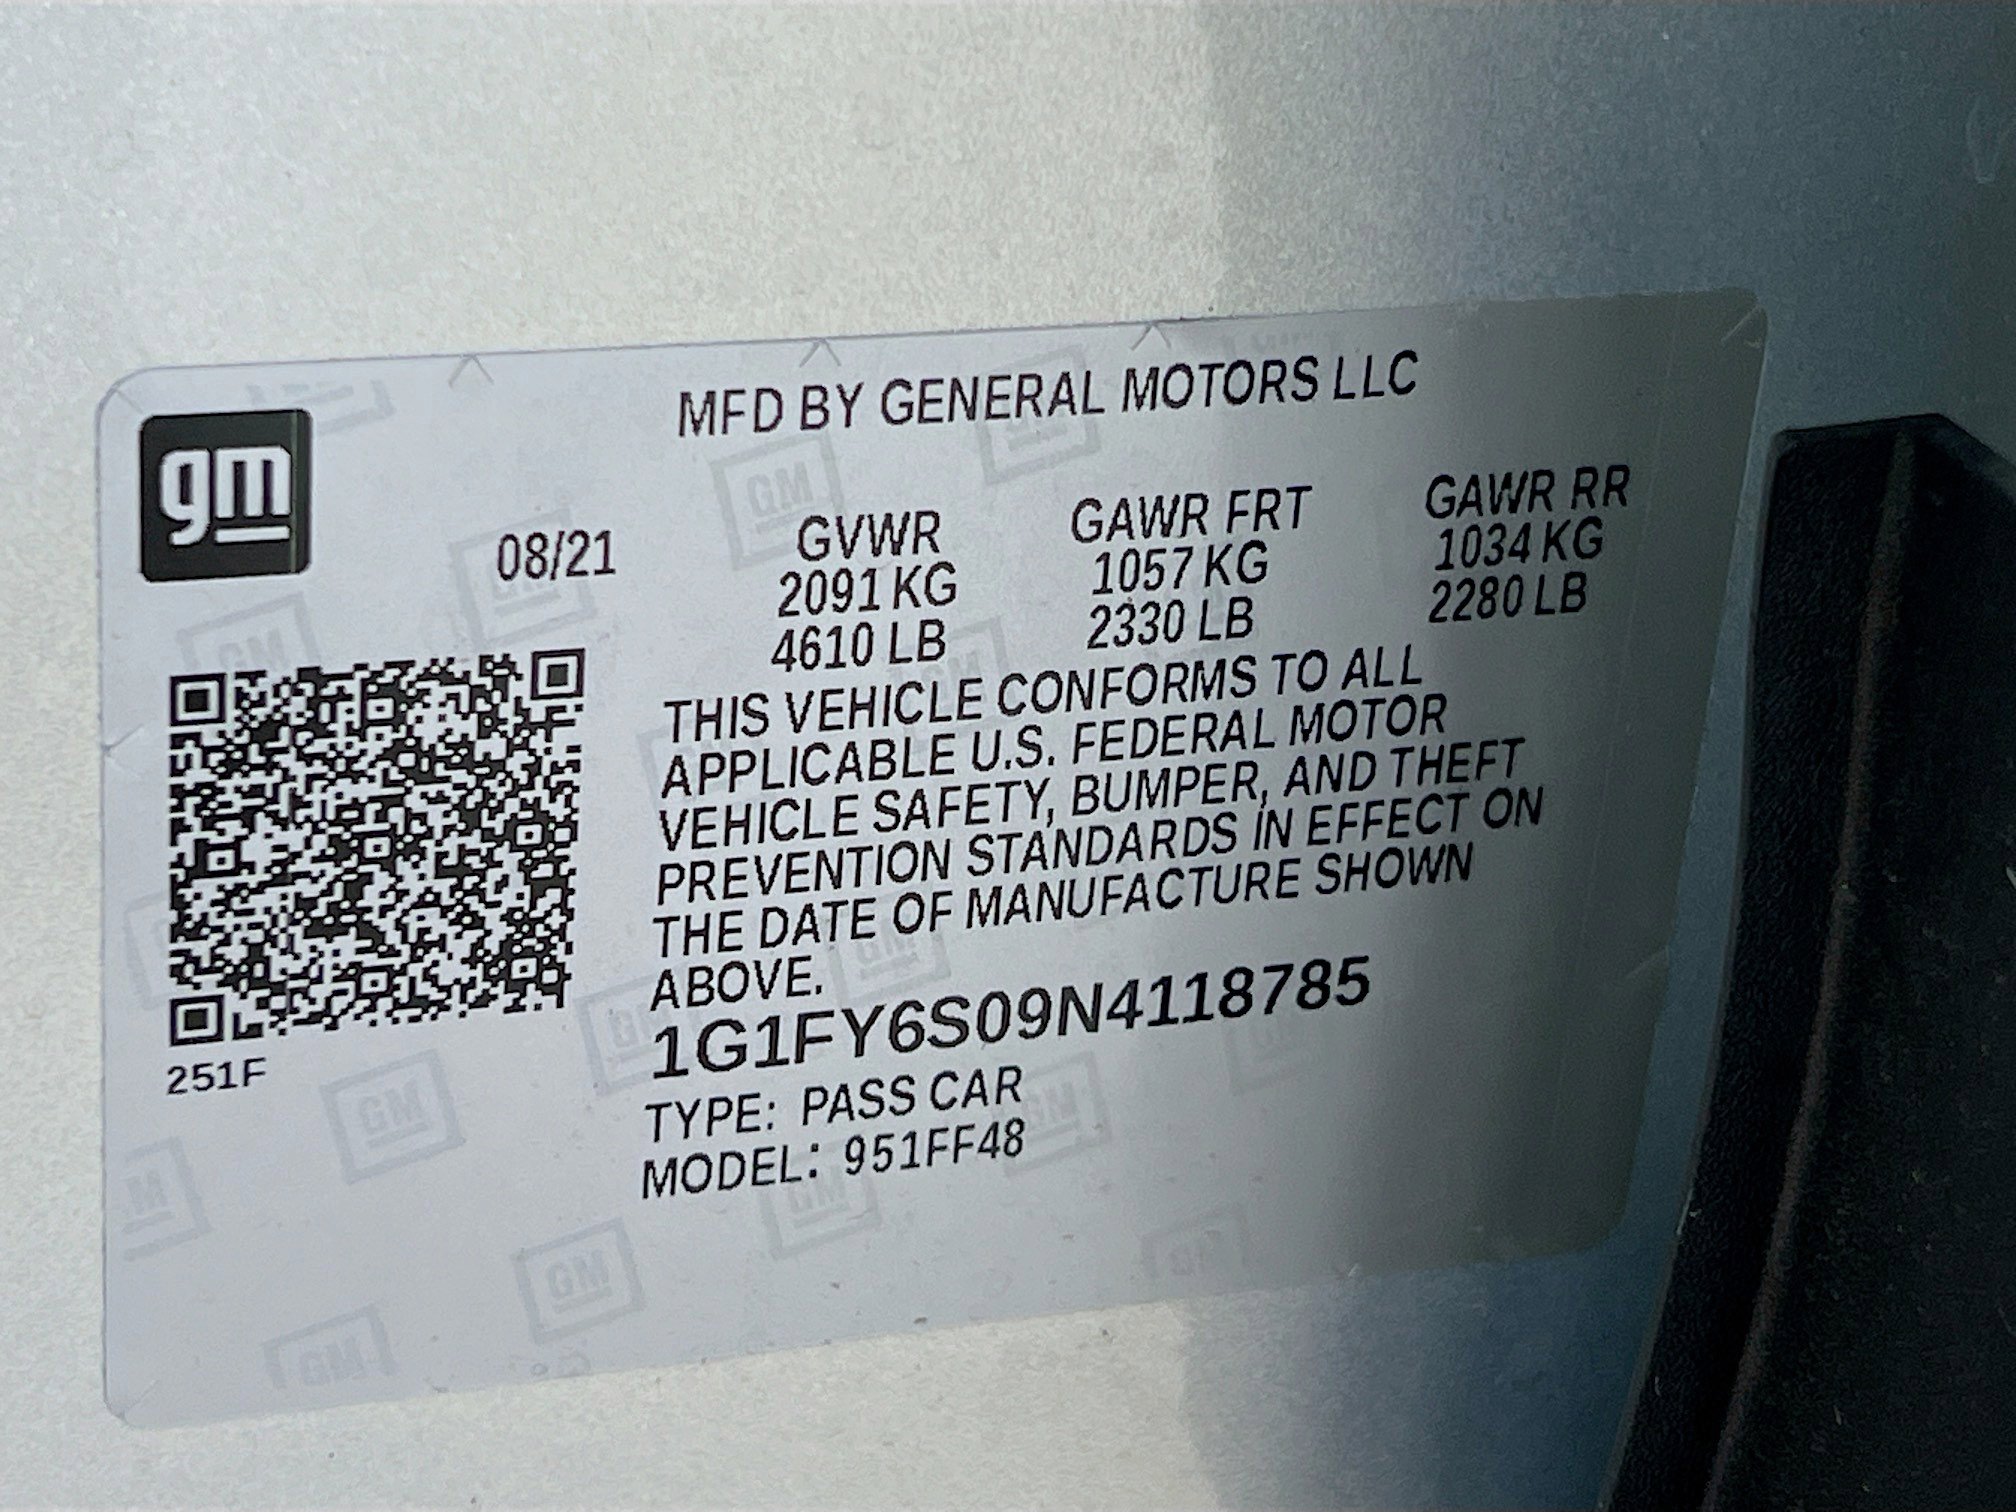 MFD BY GENERAL MOTORS LLC
gm
08/21 GVWR GAWR FRT GAWR RR
2091 KG 1057 KG 1034 KG
4610 LB 2330 LB 2280 LB
THIS VEHICLE CONFORMS TO ALL
APPLICABLE U.S. FEDERAL MOTOR
VEHICLE SAFETY, BUMPER, AND THEFT
PREVENTION STANDARDS IN EFFECT ON
THE DATE OF MANUFACTURE SHOWN
ABOVE.
1G1FY6S09N4118785
251F
TYPE: PASS CAR
MODEL: 951FF48